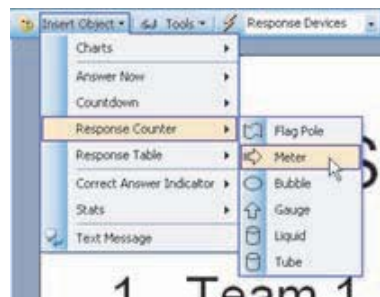 Insert Object Tools Response Devices
Charts
Answer Now
Countdown
Response Counter
Response Table
Correct Answer Indicator
Stats
Text Message
Flag Pole
Meter
Bubble
Gauge
Liquid
Tube
S
1 Team 1